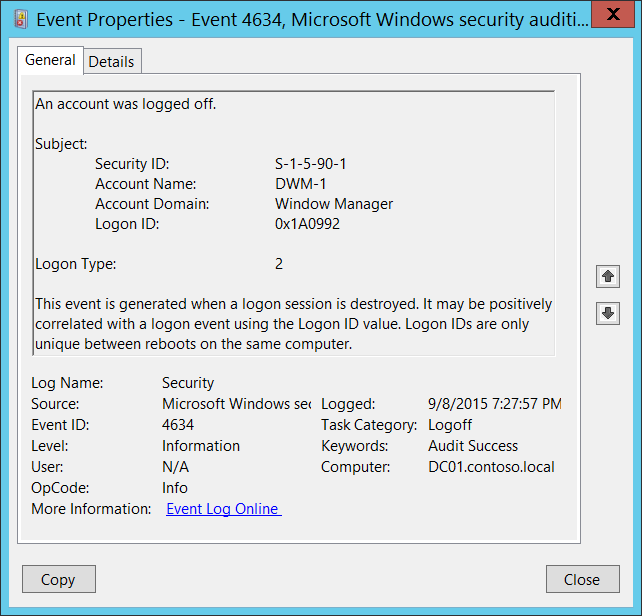 Event Properties - Event 4634, Microsoft Windows security auditi...
General
Details
An account was logged off.
Subject:
Security ID: S-1-5-90-1
Account Name: DWM-1
Account Domain: Window Manager
Logon ID: 0x1A0992
Logon Type: 2
This event is generated when a logon session is destroyed. It may be positively
correlated with a logon event using the Logon ID value. Logon IDs are only
unique between reboots on the same computer.
Log Name: Security
Source: Microsoft Windows sec Logged: 9/8/2015 7:27:57 PM
Event ID: 4634 Task Category: Logoff
Level: Information Keywords: Audit Success
User: N/A Computer: DC01.contoso.local
OpCode: Info
More Information: Event Log Online
Copy
Close